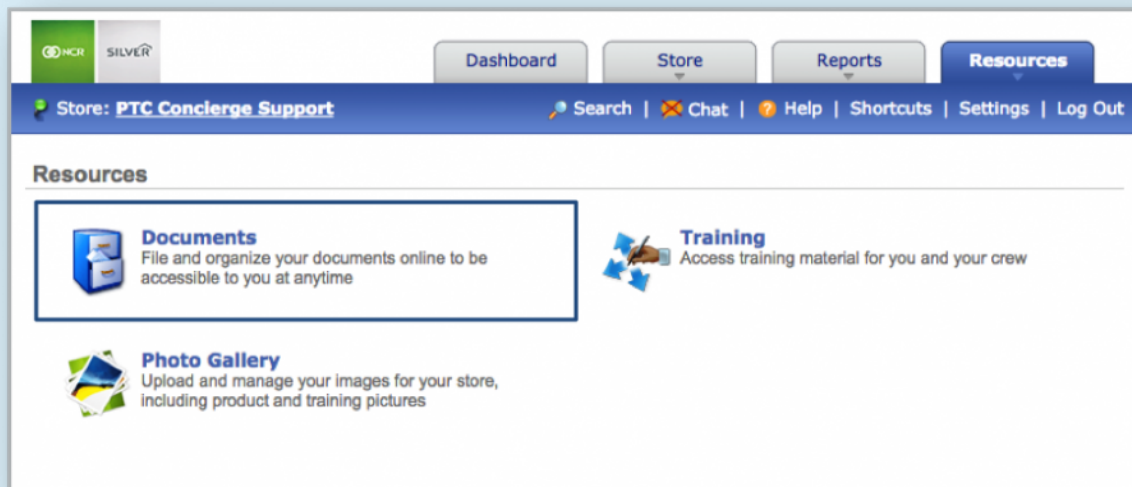 NCR SILVER
Dashboard Store Reports Resources
Store: PTC Concierge Support Search | Chat | Help | Shortcuts | Settings | Log Out
Resources
Documents
File and organize your documents online to be
accessible to you at anytime
Training
Access training material for you and your crew
Photo Gallery
Upload and manage your images for your store,
including product and training pictures